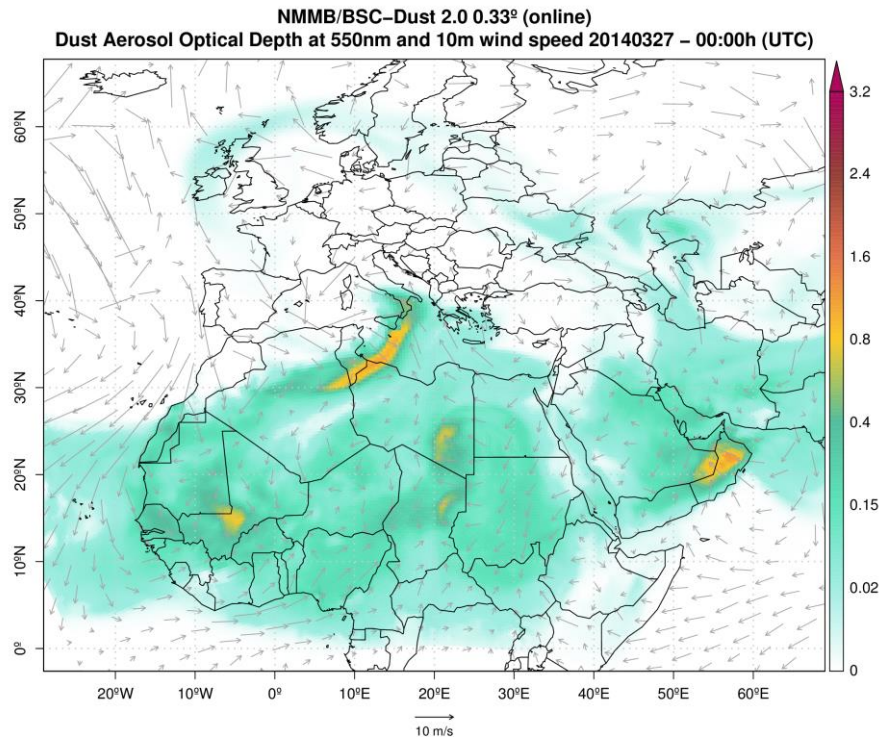 NMMB/BSC–Dust 2.0 0.33º (online)
Dust Aerosol Optical Depth at 550nm and 10m wind speed 20140327 – 00:00h (UTC)
60ºN
50ºN
40ºN
30ºN
20ºN
10ºN
0º
20ºW
10ºW
0º
10ºE
20ºE
30ºE
40ºE
50ºE
60ºE
10 m/s
3.2
2.4
1.6
0.8
0.4
0.15
0.02
0